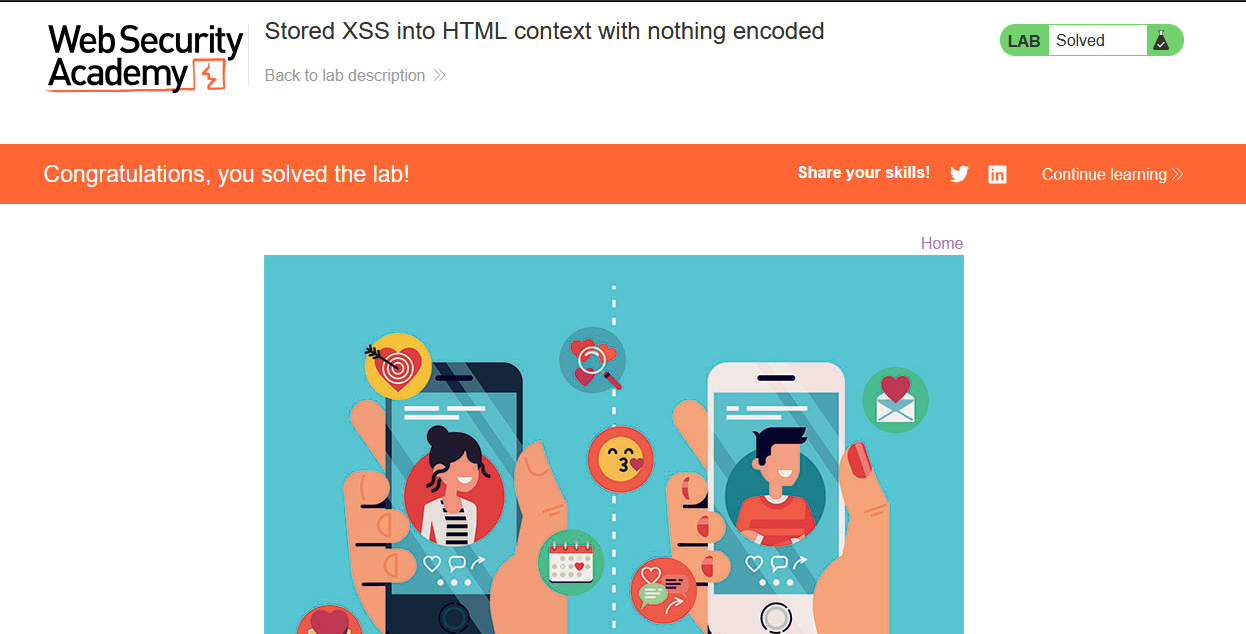 Web Security
Academy
Stored XSS into HTML context with nothing encoded
Back to lab description
LAB Solved
Congratulations, you solved the lab!
Share your skills!
in
Continue learning
Home